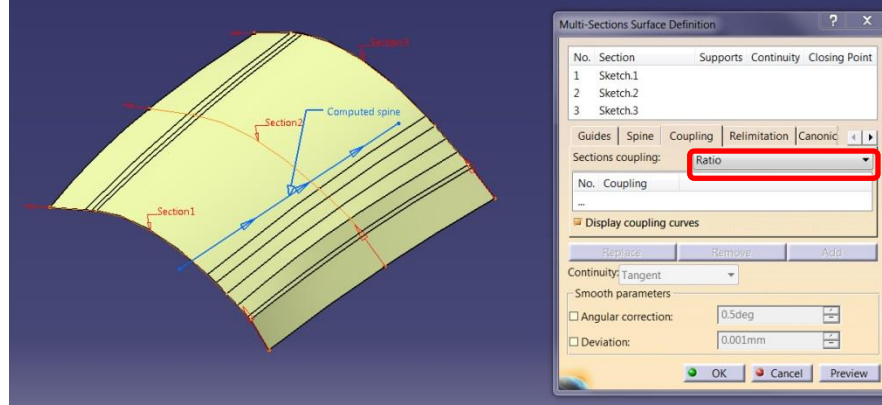 Section3
Computed spine
Section2
Section1
Multi-Sections Surface Definition
? X
No. Section Supports Continuity Closing Point
1 Sketch.1
2 Sketch.2
3 Sketch.3
Guides Spine Coupling Relimitation Canonic
Sections coupling: Ratio
No. Coupling
...
Display coupling curves
Replace Remove Add
Continuity: Tangent
Smooth parameters
Angular correction: 0.5deg
Deviation: 0.001mm
OK Cancel Preview